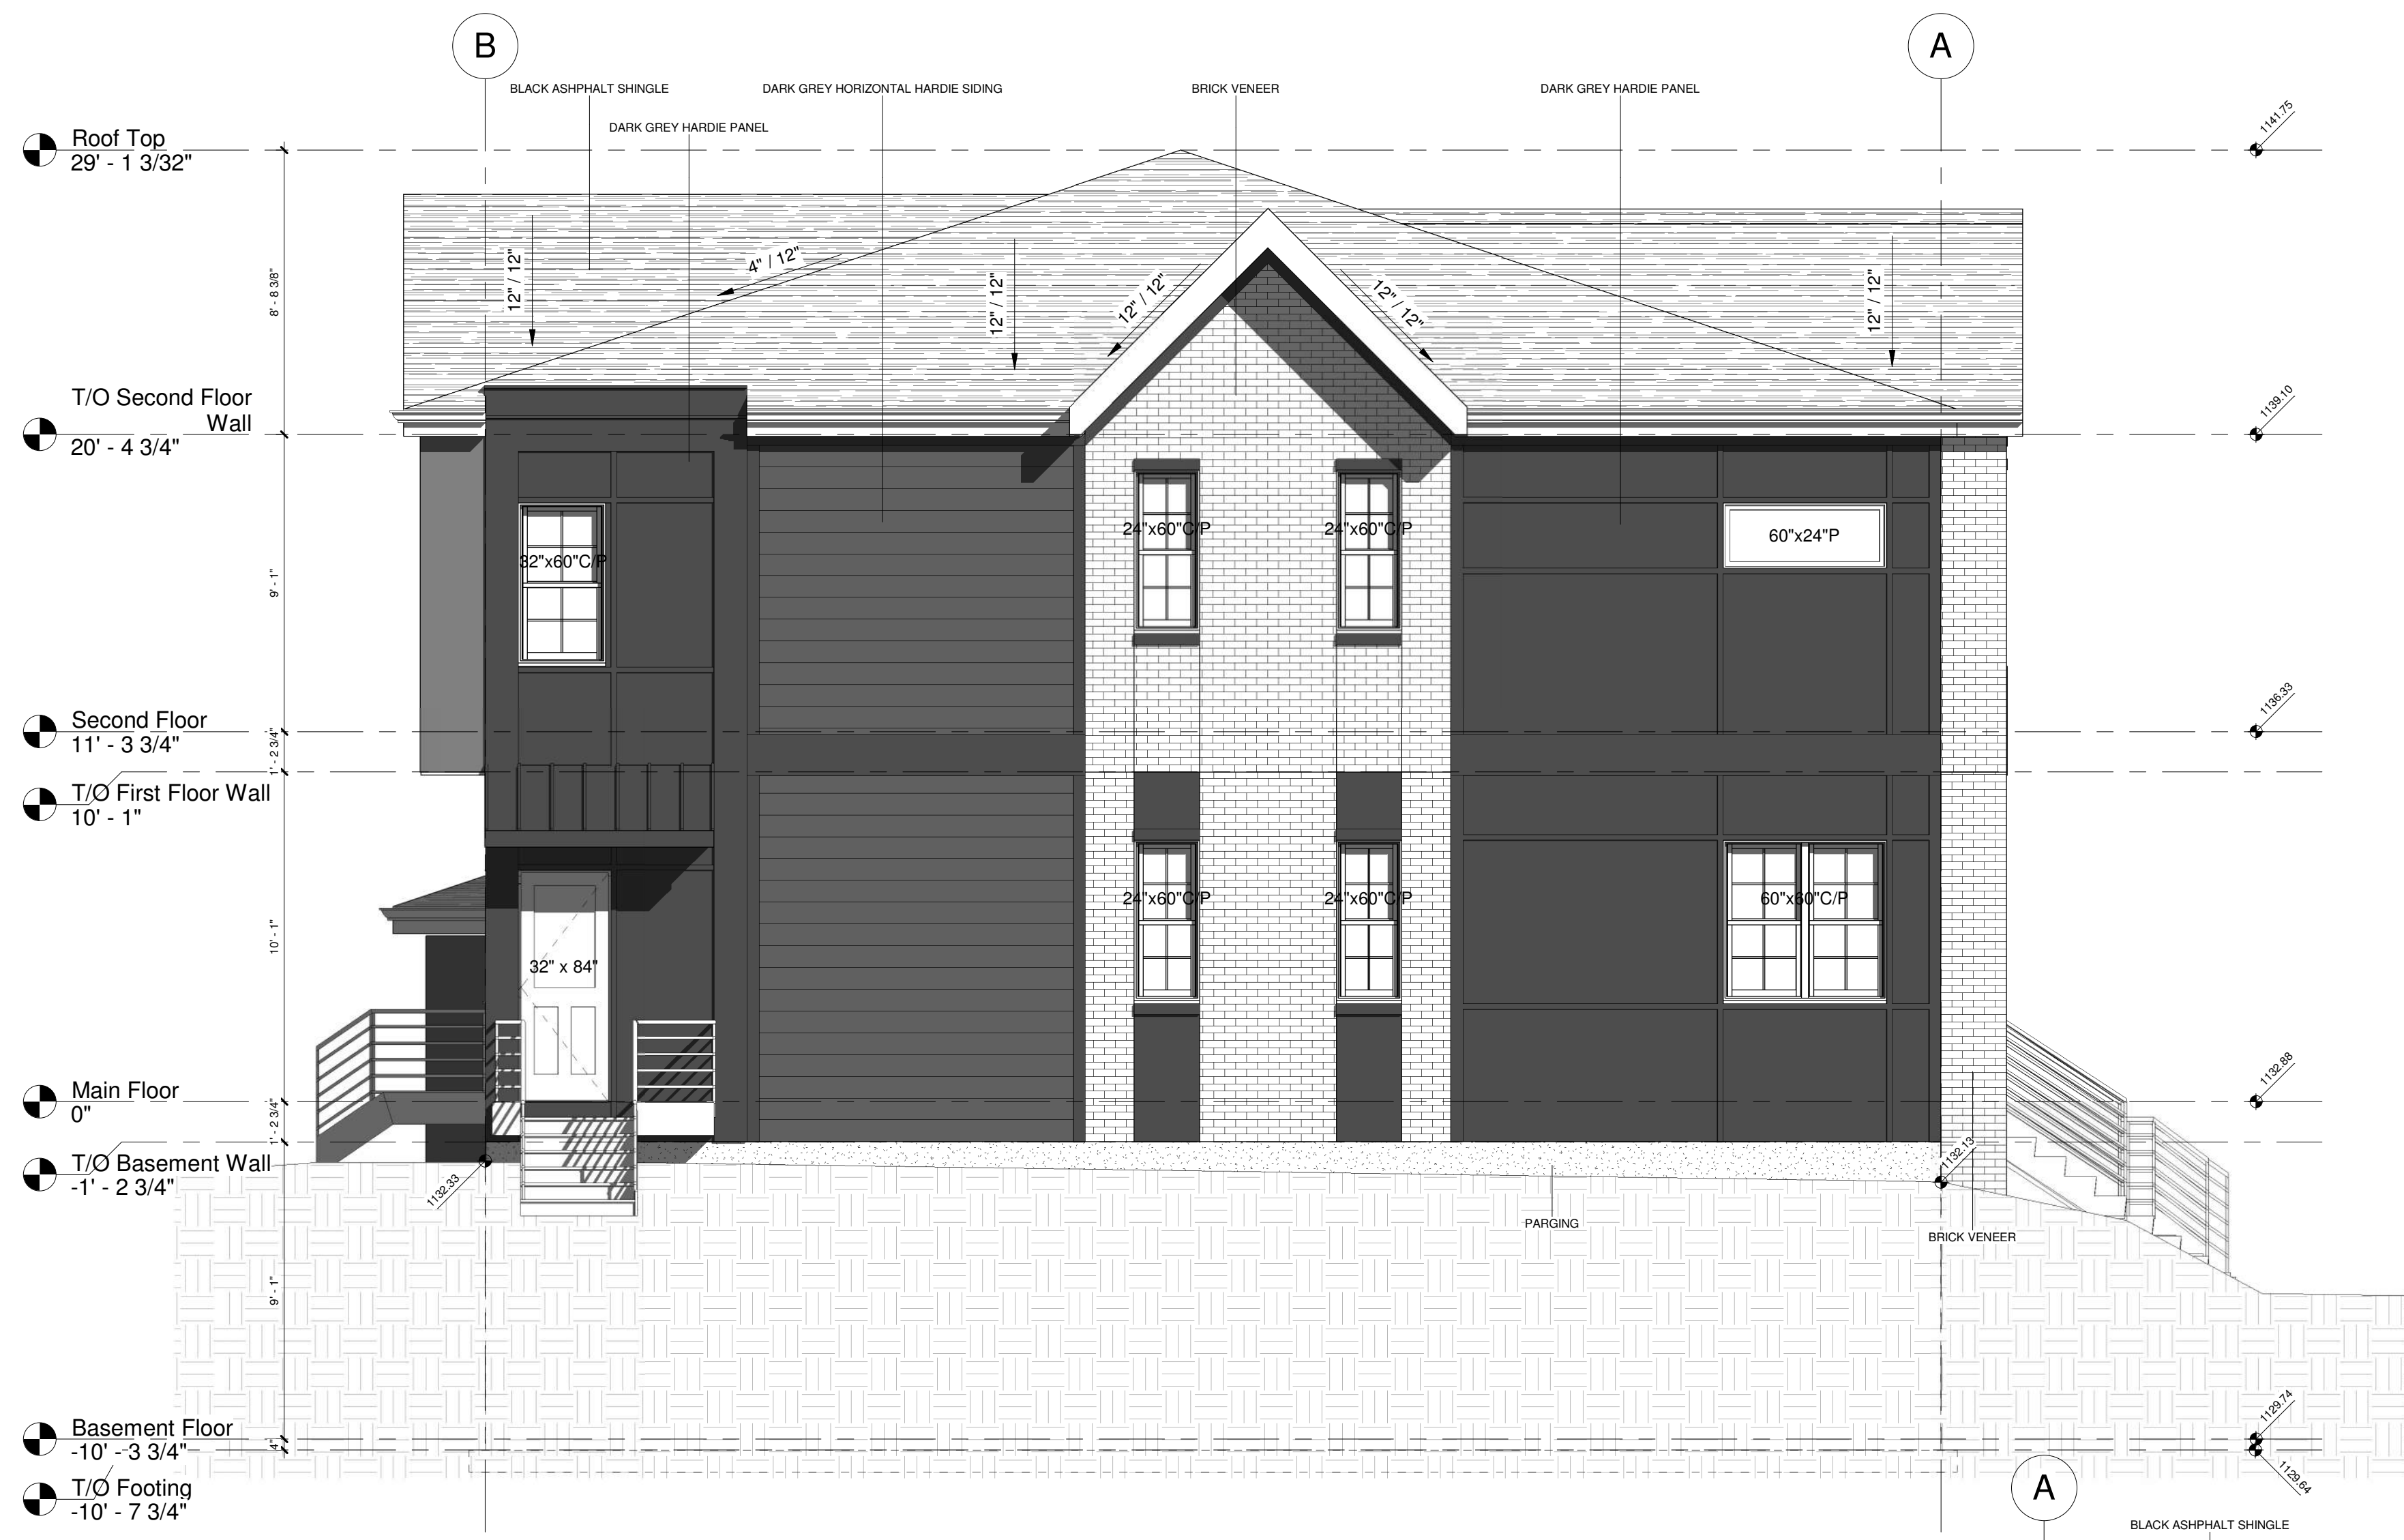 B
A
BLACK ASHPHALT SHINGLE
DARK GREY HORIZONTAL HARDIE SIDING
BRICK VENEER
DARK GREY HARDIE PANEL
DARK GREY HARDIE PANEL
Roof Top
29' - 1 3/32"
1141.75
8' - 8 3/8"
12" / 12"
4" / 12"
12" / 12"
12" / 12"
12" / 12"
12" / 12"
T/O Second Floor
Wall
20' - 4 3/4"
1139.10
9' - 1"
32"x60"C/P
24"x60"C/P
24"x60"C/P
60"x24"P
Second Floor
11' - 3 3/4"
1136.33
1' - 2 3/4"
T/O First Floor Wall
10' - 1"
10' - 1"
24"x60"C/P
24"x60"C/P
60"x60"C/P
32" x 84"
Main Floor
0"
1132.88
1' - 2 3/4"
T/O Basement Wall
-1' - 2 3/4"
1132.33
1132.13
PARGING
BRICK VENEER
9' - 1"
Basement Floor
-10' - 3 3/4"
1129.74
4"
T/O Footing
-10' - 7 3/4"
1129.64
A
BLACK ASHPHALT SHINGLE